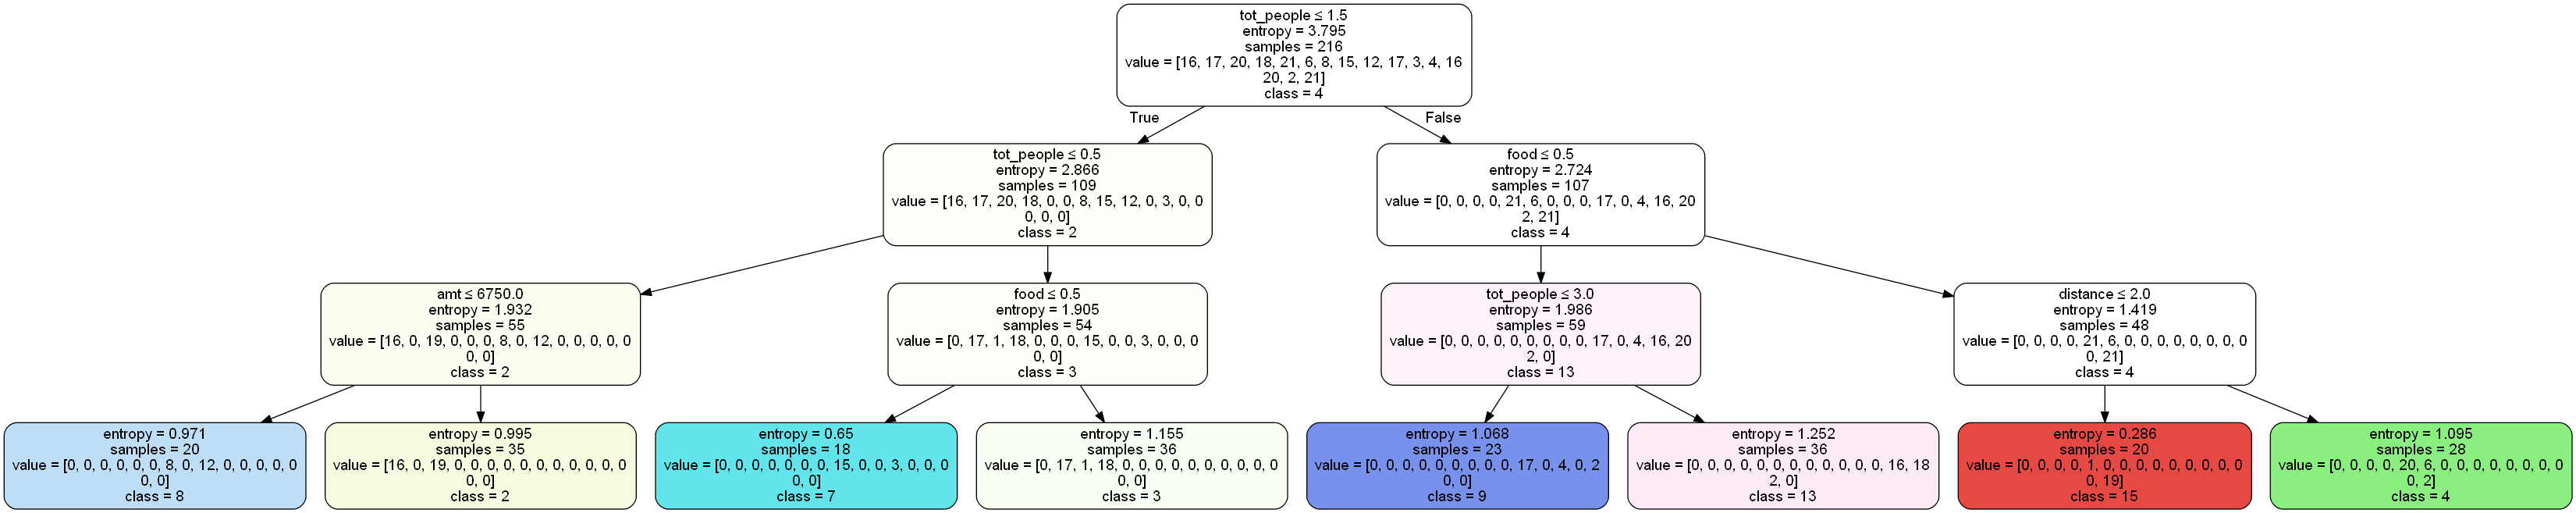 tot_people ≤ 1.5
entropy = 3.795
samples = 216
value = [16, 17, 20, 18, 21, 6, 8, 15, 12, 17, 3, 4, 16
20, 2, 21]
class = 4
True
False
tot_people ≤ 0.5
entropy = 2.866
samples = 109
value = [16, 17, 20, 18, 0, 0, 8, 15, 12, 0, 3, 0, 0
0, 0, 0]
class = 2
food ≤ 0.5
entropy = 2.724
samples = 107
value = [0, 0, 0, 0, 21, 6, 0, 0, 0, 17, 0, 4, 16, 20
2, 21]
class = 4
amt ≤ 6750.0
entropy = 1.932
samples = 55
value = [16, 0, 19, 0, 0, 0, 8, 0, 12, 0, 0, 0, 0, 0
0, 0]
class = 2
food ≤ 0.5
entropy = 1.905
samples = 54
value = [0, 17, 1, 18, 0, 0, 0, 15, 0, 0, 3, 0, 0, 0
0, 0]
class = 3
tot_people ≤ 3.0
entropy = 1.986
samples = 59
value = [0, 0, 0, 0, 0, 0, 0, 0, 0, 17, 0, 4, 16, 20
2, 0]
class = 13
distance ≤ 2.0
entropy = 1.419
samples = 48
value = [0, 0, 0, 0, 21, 6, 0, 0, 0, 0, 0, 0, 0, 0
0, 21]
class = 4
entropy = 0.971
samples = 20
value = [0, 0, 0, 0, 0, 0, 8, 0, 12, 0, 0, 0, 0, 0
0, 0]
class = 8
entropy = 0.995
samples = 35
value = [16, 0, 19, 0, 0, 0, 0, 0, 0, 0, 0, 0, 0, 0
0, 0]
class = 2
entropy = 0.65
samples = 18
value = [0, 0, 0, 0, 0, 0, 0, 15, 0, 0, 3, 0, 0, 0
0, 0]
class = 7
entropy = 1.155
samples = 36
value = [0, 17, 1, 18, 0, 0, 0, 0, 0, 0, 0, 0, 0, 0
0, 0]
class = 3
entropy = 1.068
samples = 23
value = [0, 0, 0, 0, 0, 0, 0, 0, 0, 17, 0, 4, 0, 2
0, 0]
class = 9
entropy = 1.252
samples = 36
value = [0, 0, 0, 0, 0, 0, 0, 0, 0, 0, 0, 0, 16, 18
2, 0]
class = 13
entropy = 0.286
samples = 20
value = [0, 0, 0, 0, 1, 0, 0, 0, 0, 0, 0, 0, 0, 0
0, 19]
class = 15
entropy = 1.095
samples = 28
value = [0, 0, 0, 0, 20, 6, 0, 0, 0, 0, 0, 0, 0, 0
0, 2]
class = 4